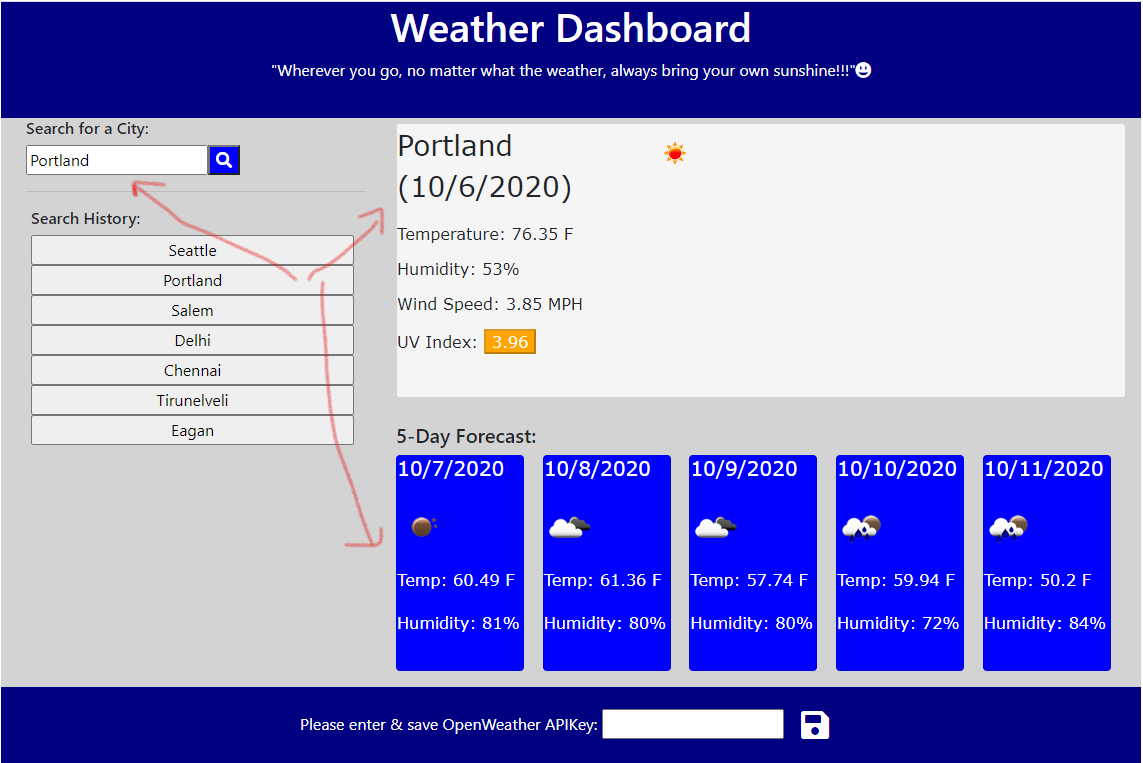 Weather Dashboard
"Wherever you go, no matter what the weather, always bring your own sunshine!!!"😃
Search for a City:
Portland
Search History:
Seattle
Portland
Salem
Delhi
Chennai
Tirunelveli
Eagan
Portland
(10/6/2020)
Temperature: 76.35 F
Humidity: 53%
Wind Speed: 3.85 MPH
UV Index: 3.96
5-Day Forecast:
10/7/2020
Temp: 60.49 F
Humidity: 81%
10/8/2020
Temp: 61.36 F
Humidity: 80%
10/9/2020
Temp: 57.74 F
Humidity: 80%
10/10/2020
Temp: 59.94 F
Humidity: 72%
10/11/2020
Temp: 50.2 F
Humidity: 84%
Please enter & save OpenWeather APIKey: